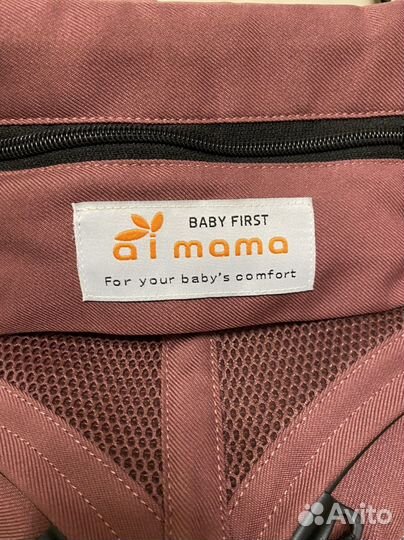 BABY FIRST
ai mama
For your baby's comfort
Avito